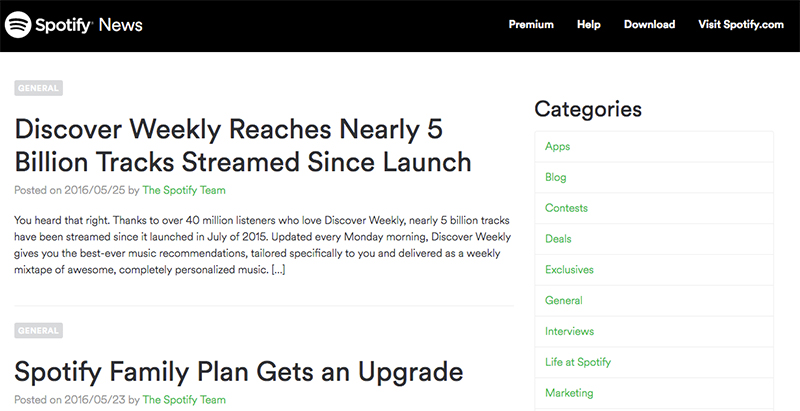 Spotify® News
Premium Help Download Visit Spotify.com
GENERAL
Discover Weekly Reaches Nearly 5
Billion Tracks Streamed Since Launch
Posted on 2016/05/25 by The Spotify Team
You heard that right. Thanks to over 40 million listeners who love Discover Weekly, nearly 5 billion tracks
have been streamed since it launched in July of 2015. Updated every Monday morning, Discover Weekly
gives you the best-ever music recommendations, tailored specifically to you and delivered as a weekly
mixtape of awesome, completely personalized music. [...]
GENERAL
Spotify Family Plan Gets an Upgrade
Posted on 2016/05/23 by The Spotify Team
Categories
Apps
Blog
Contests
Deals
Exclusives
General
Interviews
Life at Spotify
Marketing